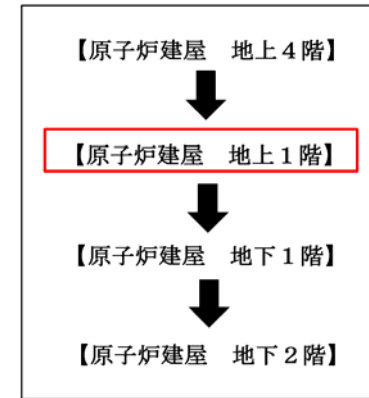 【原子炉建屋　地上４階】
【原子炉建屋　地上１階】
【原子炉建屋　地下１階】
【原子炉建屋　地下２階】